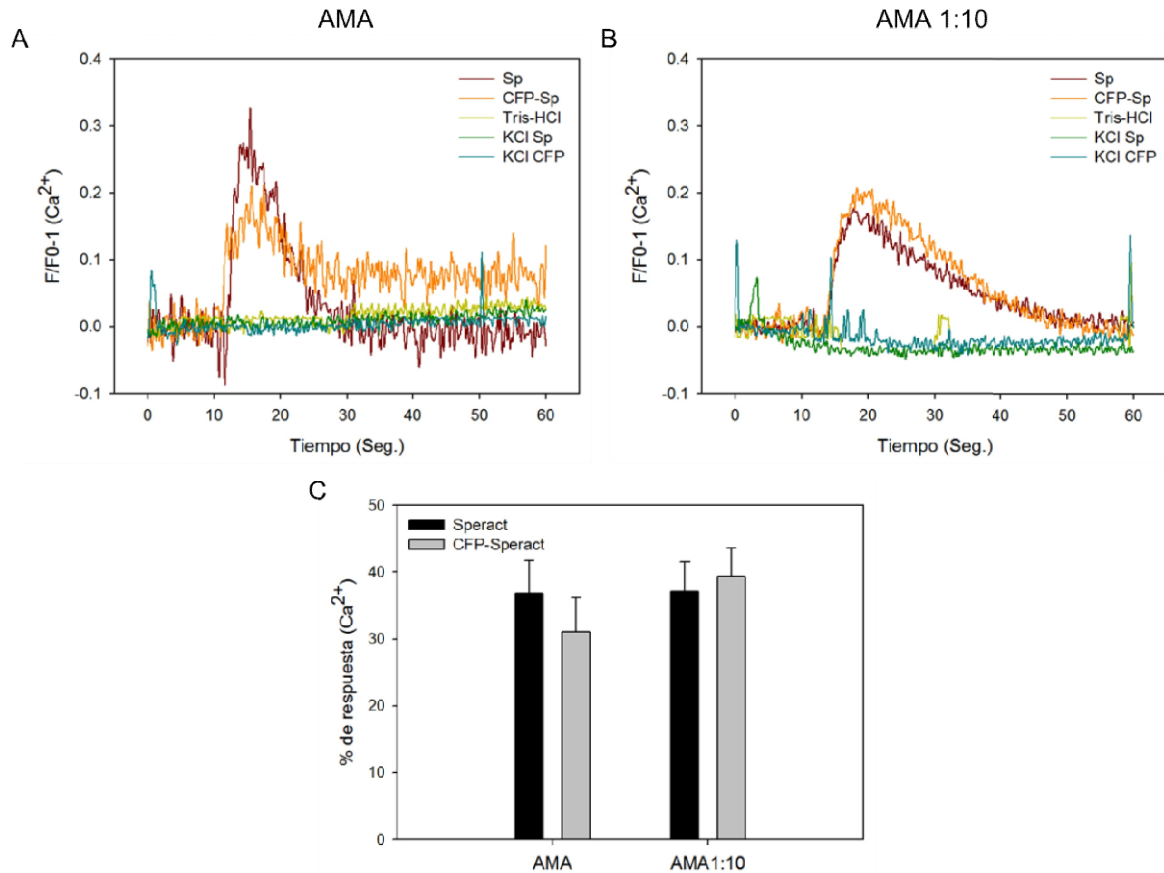 AMA
A
0.4
0.3
0.2
0.1
0.0
-0.1
F/F0-1 (Ca2+)
Sp
CFP-Sp
Tris-HCl
KCl Sp
KCl CFP
0 10 20 30 40 50 60
Tiempo (Seg.)
AMA 1:10
B
0.4
0.3
0.2
0.1
0.0
-0.1
F/F0-1 (Ca2+)
Sp
CFP-Sp
Tris-HCl
KCl Sp
KCl CFP
0 10 20 30 40 50 60
Tiempo (Seg.)
C
50
40
30
20
10
0
% de respuesta (Ca2+)
Speract
CFP-Speract
AMA AMA1:10